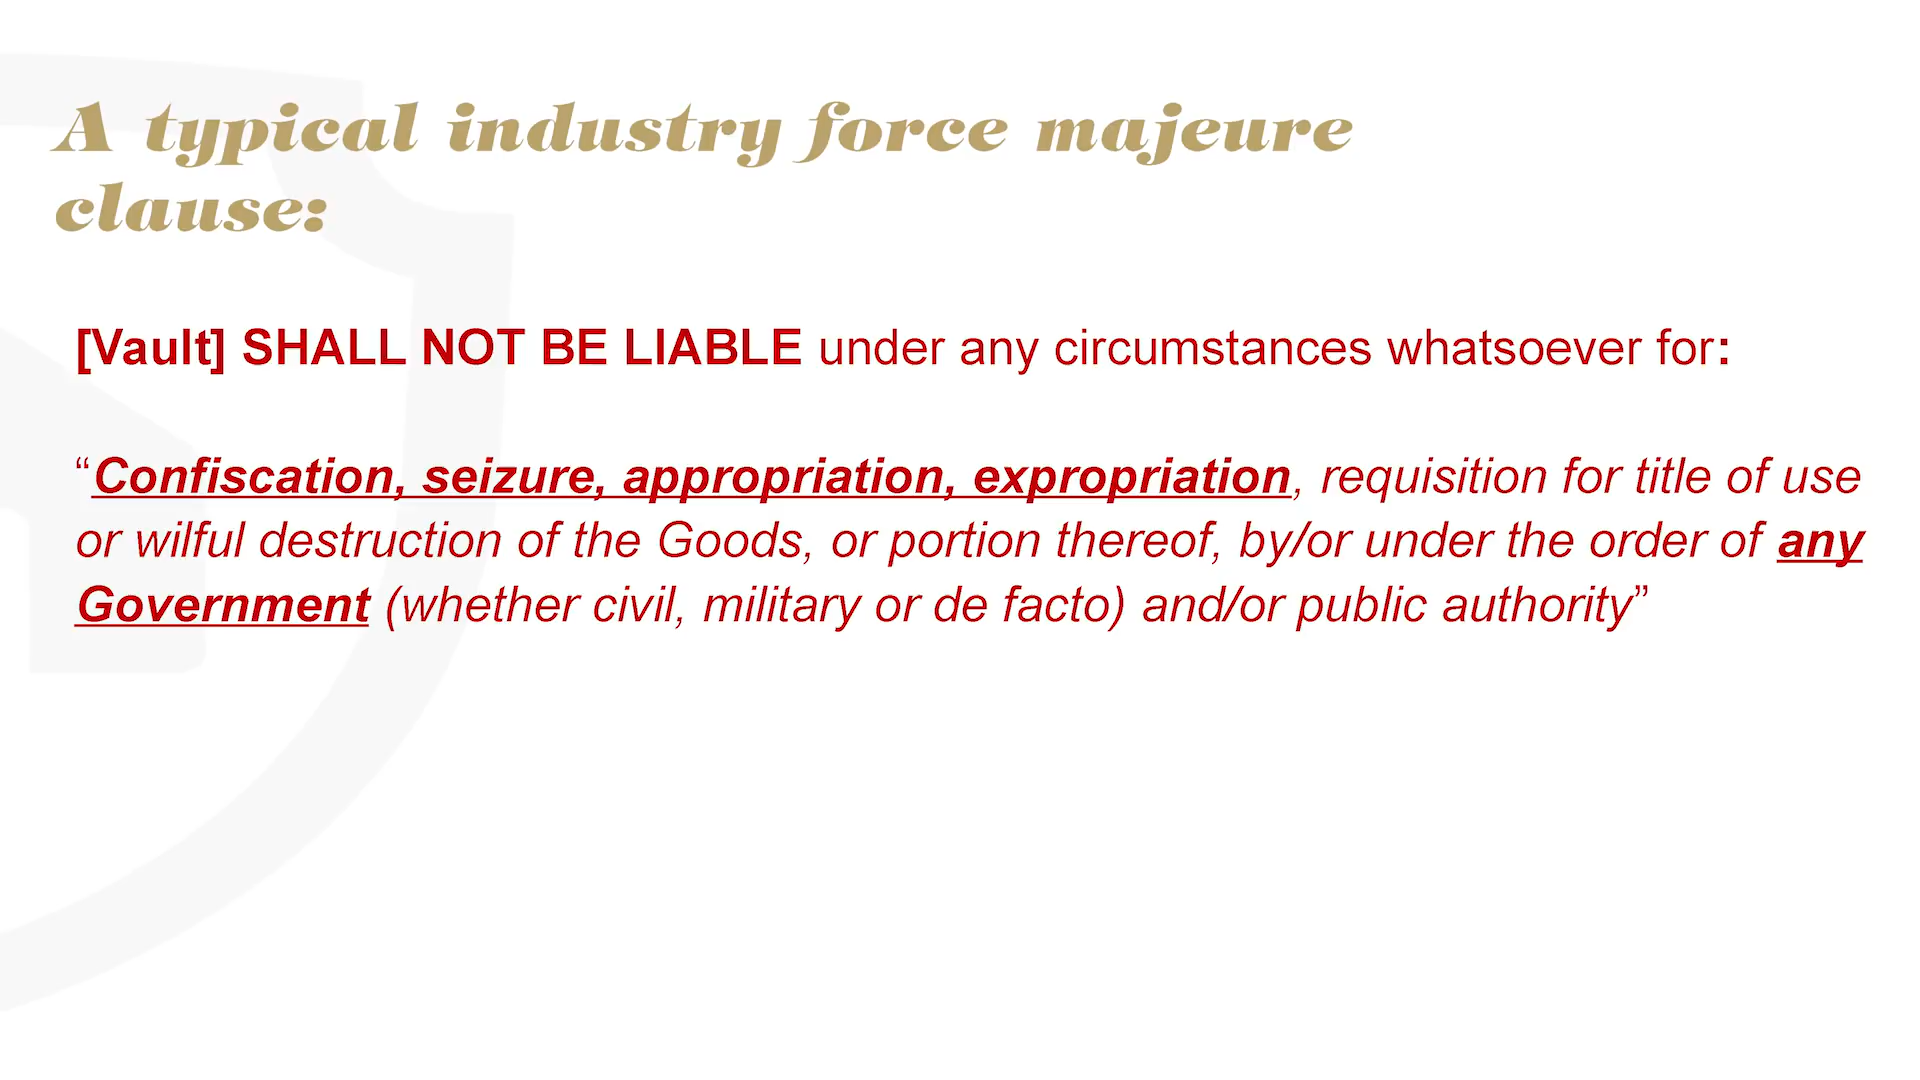 A typical industry force majeure
clause:
[Vault] SHALL NOT BE LIABLE under any circumstances whatsoever for:
“Confiscation, seizure, appropriation, expropriation, requisition for title of use
or wilful destruction of the Goods, or portion thereof, by/or under the order of any
Government (whether civil, military or de facto) and/or public authority”